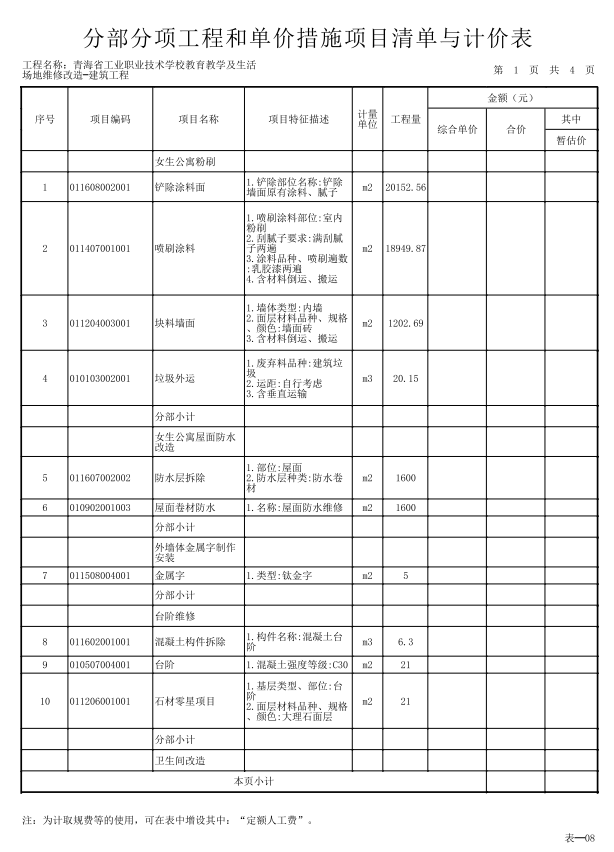 分部分项工程和单价措施项目清单与计价表
工程名称：青海省工业职业技术学校教育教学及生活
场地维修改造—建筑工程
第 1 页 共 4 页
序号 项目编码 项目名称 项目特征描述 计量
单位 工程量 金额（元）
综合单价 合价 其中
暂估价
女生公寓粉刷
1 011608002001 铲除涂料面 1.铲除部位名称:铲除
墙面原有涂料、腻子 m2 20152.56
2 011407001001 喷刷涂料 1.喷刷涂料部位:室内
粉刷
2.刮腻子要求:满刮腻
子两遍
3.涂料品种、喷刷遍数
:乳胶漆两遍
4.含材料倒运、搬运 m2 18949.87
3 011204003001 块料墙面 1.墙体类型:内墙
2.面层材料品种、规格
、颜色:墙面砖
3.含材料倒运、搬运 m2 1202.69
4 010103002001 垃圾外运 1.废弃料品种:建筑垃
圾
2.运距:自行考虑
3.含垂直运输 m3 20.15
分部小计
女生公寓屋面防水
改造
5 011607002002 防水层拆除 1.部位:屋面
2.防水层种类:防水卷
材 m2 1600
6 010902001003 屋面卷材防水 1.名称:屋面防水维修 m2 1600
分部小计
外墙体金属字制作
安装
7 011508004001 金属字 1.类型:钛金字 m2 5
分部小计
台阶维修
8 011602001001 混凝土构件拆除 1.构件名称:混凝土台
阶 m3 6.3
9 010507004001 台阶 1.混凝土强度等级:C30 m2 21
10 011206001001 石材零星项目 1.基层类型、部位:台
阶
2.面层材料品种、规格
、颜色:大理石面层 m2 21
分部小计
卫生间改造
本页小计
注：为计取规费等的使用，可在表中增设其中：“定额人工费”。
表—08